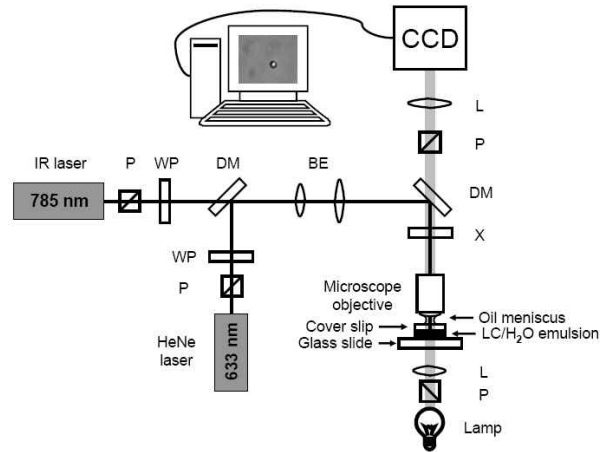 CCD
L
P
IR laser
P
WP
DM
BE
DM
785 nm
X
WP
P
Microscope
objective
Oil meniscus
Cover slip
LC/H2O emulsion
HeNe
laser
633 nm
Glass slide
L
P
Lamp